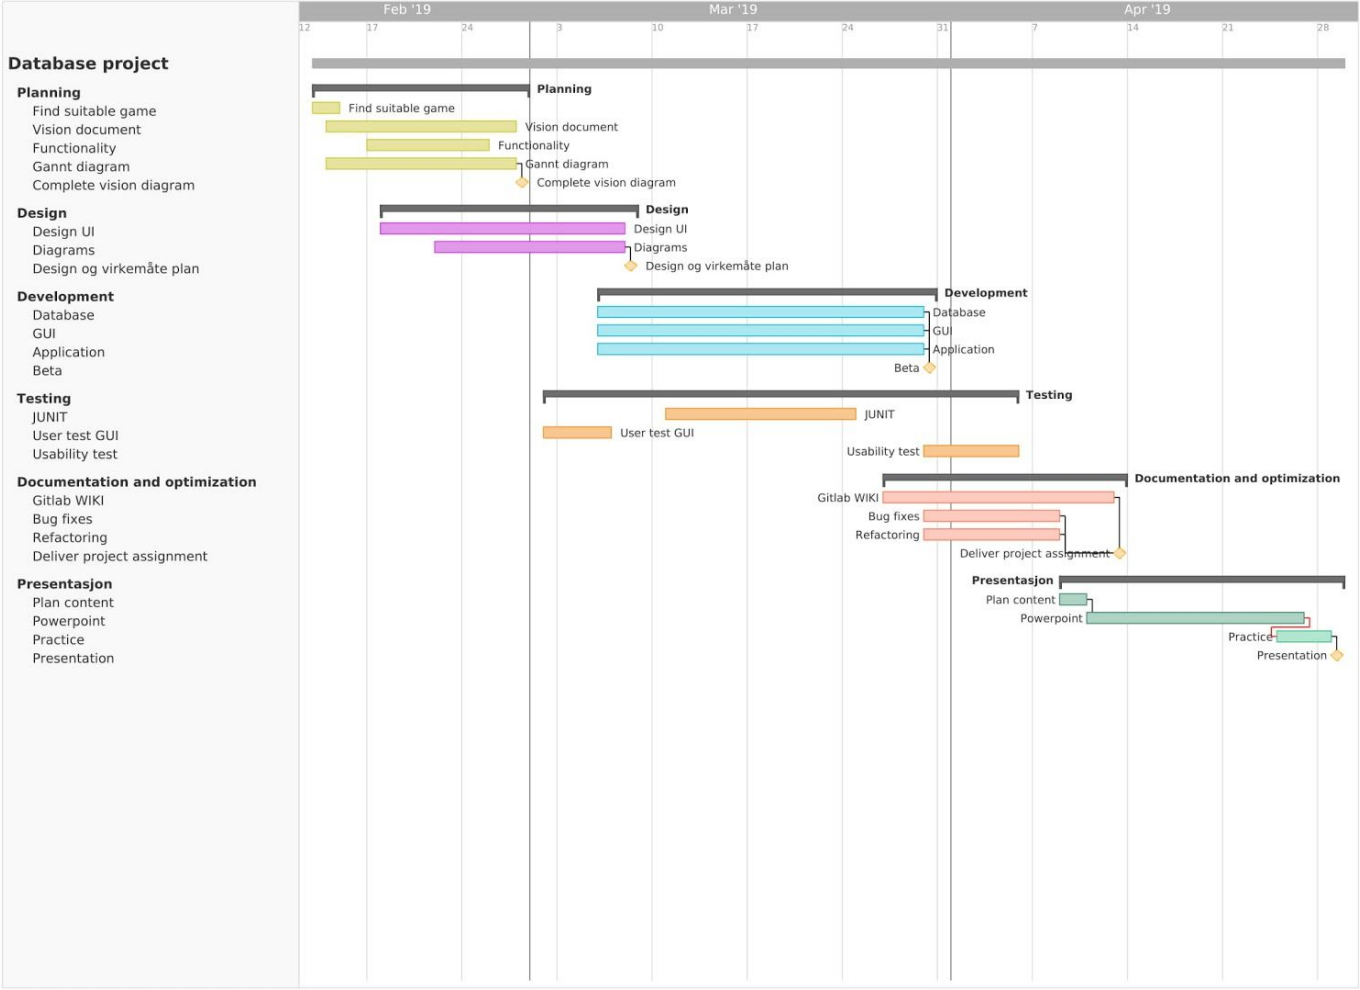 Feb '19 Mar '19 Apr '19
12 17 24 3 10 17 24 31 7 14 21 28
Database project
Planning Planning
Find suitable game Find suitable game
Vision document Vision document
Functionality Functionality
Gannt diagram Gannt diagram
Complete vision diagram Complete vision diagram
Design Design
Design UI Design UI
Diagrams Diagrams
Design og virkemåte plan Design og virkemåte plan
Development Development
Database Database
GUI GUI
Application Application
Beta Beta
Testing Testing
JUNIT JUNIT
User test GUI User test GUI
Usability test Usability test
Documentation and optimization Documentation and optimization
Gitlab WIKI Gitlab WIKI
Bug fixes Bug fixes
Refactoring Refactoring
Deliver project assignment Deliver project assignment
Presentasjon Presentasjon
Plan content Plan content
Powerpoint Powerpoint
Practice Practice
Presentation Presentation